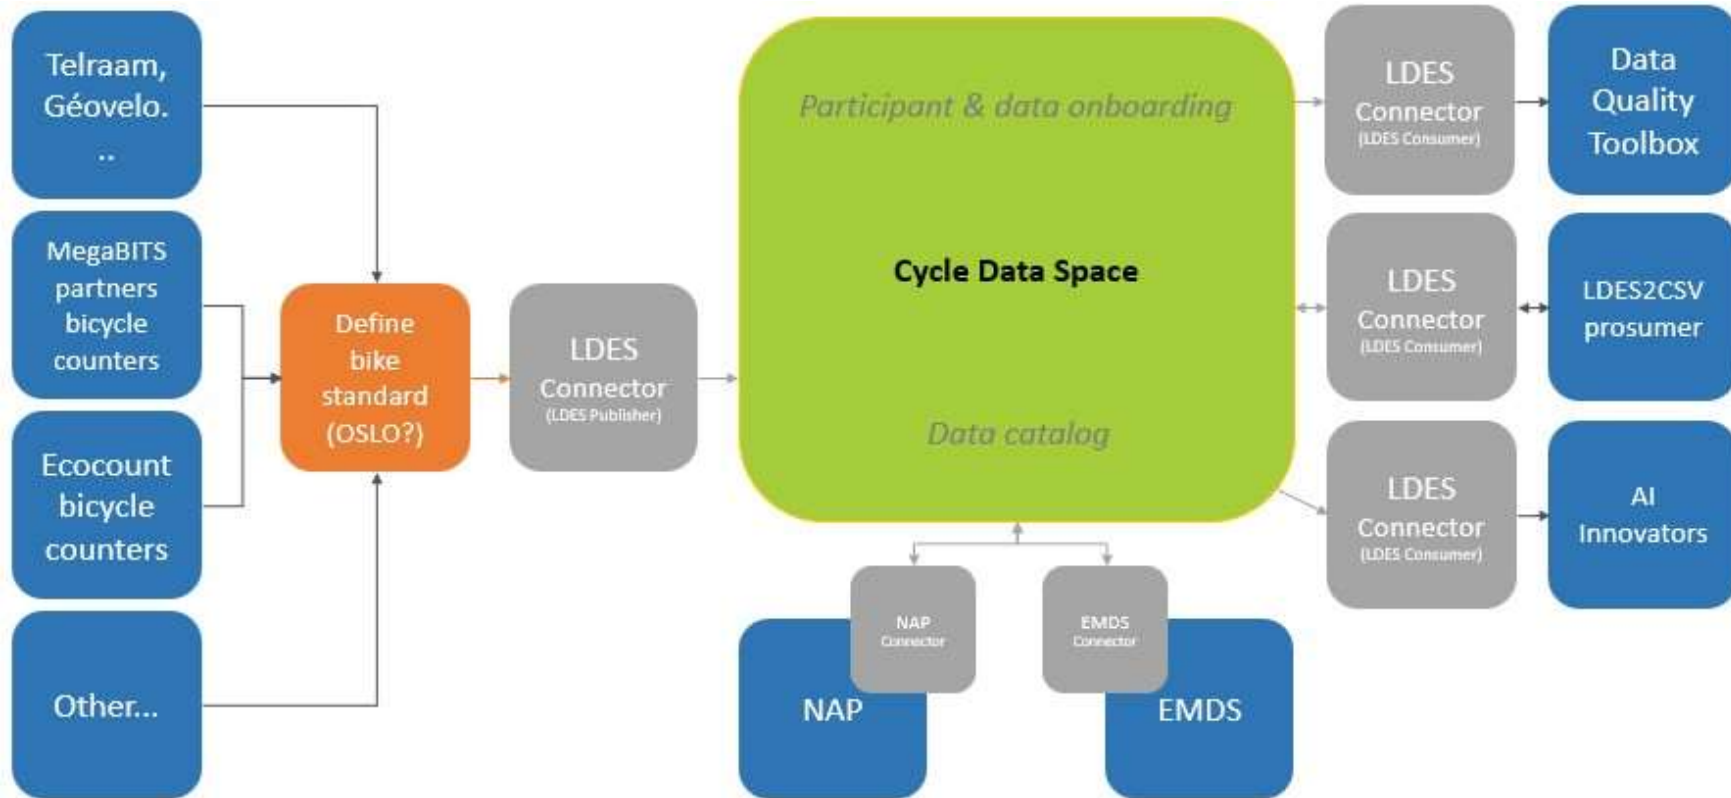 Telraam,
Géovelo.
..
MegaBITS
partners
bicycle
counters
Ecocount
bicycle
counters
Other...
Define
bike
standard
(OSLO?)
LDES
Connector
(LDES Publisher)
Participant & data onboarding
Cycle Data Space
Data catalog
NAP
Connector
NAP
EMDS
Connector
EMDS
LDES
Connector
(LDES Consumer)
Data
Quality
Toolbox
LDES
Connector
(LDES Consumer)
LDES2CSV
prosumer
LDES
Connector
(LDES Consumer)
AI
Innovators